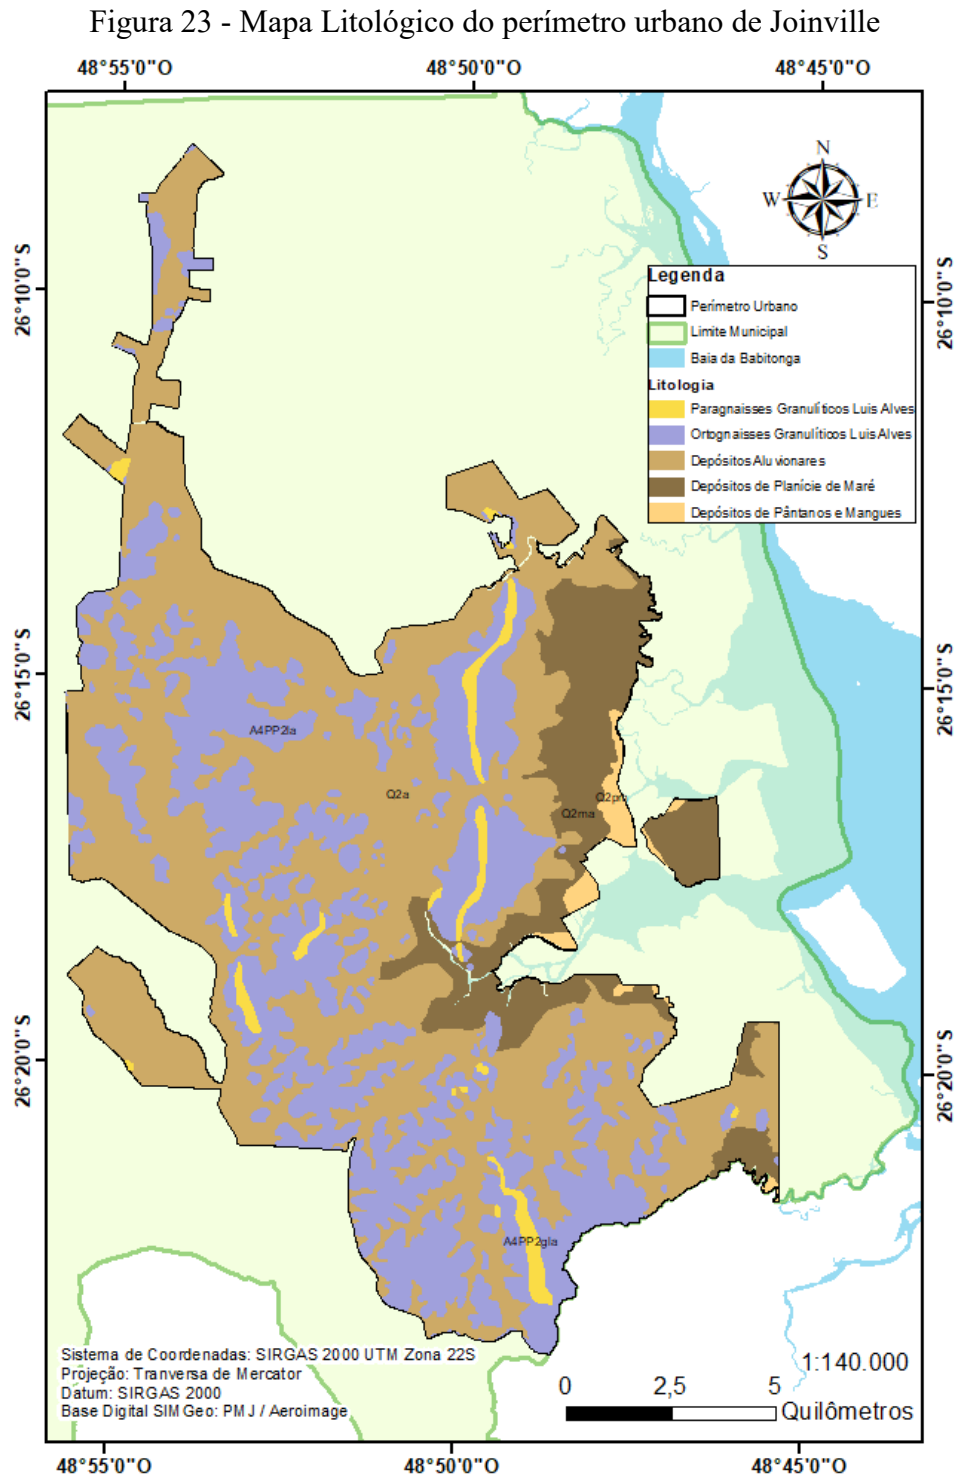 Figura 23 - Mapa Litológico do perímetro urbano de Joinville
48°55'0"O 48°50'0"O 48°45'0"O
N
W E
S
26°10'0"S
26°10'0"S
Legenda
Perímetro Urbano
Limite Municipal
Baia da Babitonga
Litologia
Paragnaisses Granulíticos Luis Alves
Ortognaisses Granulíticos Luis Alves
Depósitos Aluvionares
Depósitos de Planície de Maré
Depósitos de Pântanos e Mangues
26°15'0"S
26°15'0"S
A4PP2la
Q2a
Q2pm
Q2ma
26°20'0"S
26°20'0"S
A4PP2gla
Sistema de Coordenadas: SIRGAS 2000 UTM Zona 22S
Projeção: Tranversa de Mercator
Datum: SIRGAS 2000
Base Digital SIMGeo: PMJ / Aeroimage
1:140.000
0 2,5 5
Quilômetros
48°55'0"O 48°50'0"O 48°45'0"O